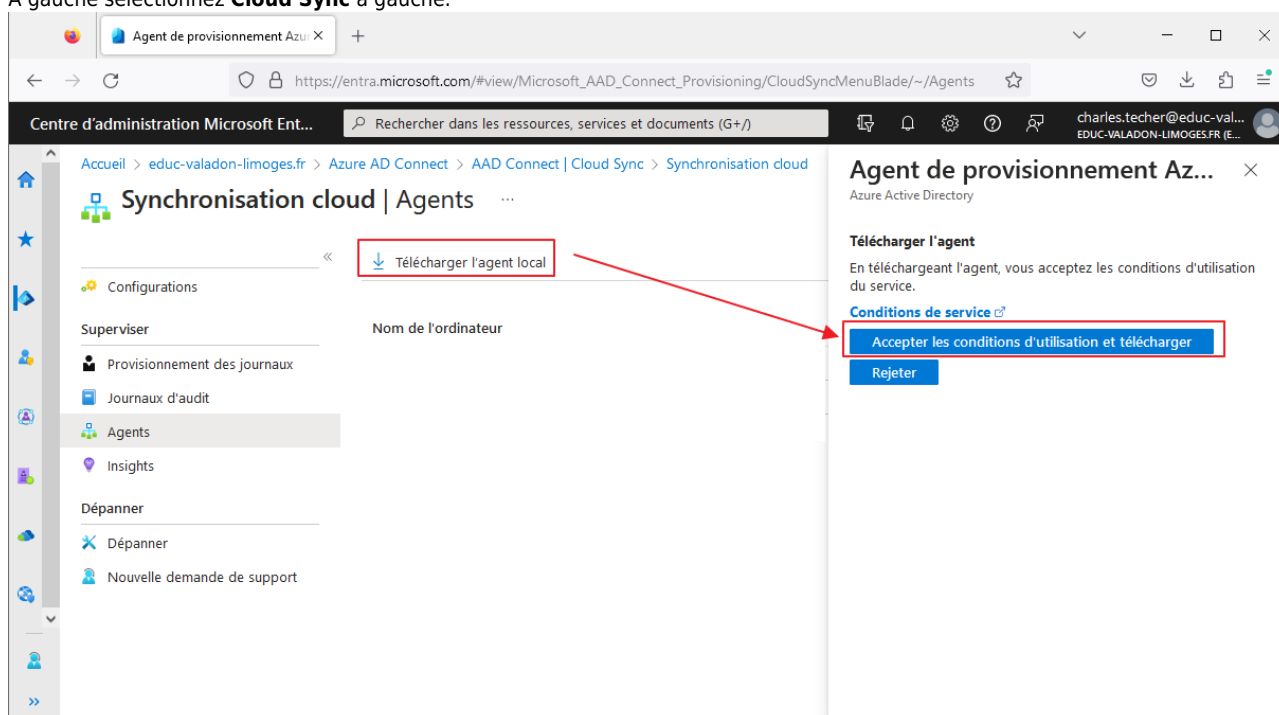 A gauche sélectionnez Cloud Sync à gauche.
Agent de provisionnement Azu
https://entra.microsoft.com/#view/Microsoft_AAD_Connect_Provisioning/CloudSyncMenuBlade/~/Agents
Centre d'administration Microsoft Ent...
Rechercher dans les ressources, services et documents (G+/)
charles.techer@educ-val...
EDUC-VALADON-LIMOGES.FR (E...
Accueil > educ-valadon-limoges.fr > Azure AD Connect > AAD Connect | Cloud Sync > Synchronisation cloud
Synchronisation cloud | Agents ...
«
Télécharger l'agent local
Configurations
Superviser
Provisionnement des journaux
Journaux d'audit
Agents
Insights
Dépanner
Dépanner
Nouvelle demande de support
»
Nom de l'ordinateur
Agent de provisionnement Az...
Azure Active Directory
Télécharger l'agent
En téléchargeant l'agent, vous acceptez les conditions d'utilisation
du service.
Conditions de service
Accepter les conditions d'utilisation et télécharger
Rejeter